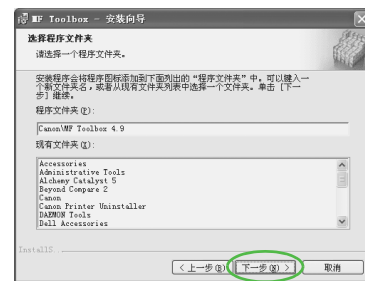 MF Toolbox - 安装向导
选择程序文件夹
请选择一个程序文件夹。
安装程序会将程序图标添加到下面列出的“程序文件夹”中。可以键入一
个新文件夹名，或者从现有文件夹列表中选择一个文件夹。单击 [下一
步] 继续。
程序文件夹(P):
Canon\MF Toolbox 4.9
现有文件夹(X):
Accessories
Administrative Tools
Alchemy Catalyst 5
Beyond Compare 2
Canon
Canon Printer Uninstaller
DAEMON Tools
Dell Accessories
InstallS
< 上一步(B)
下一步(N) >
取消